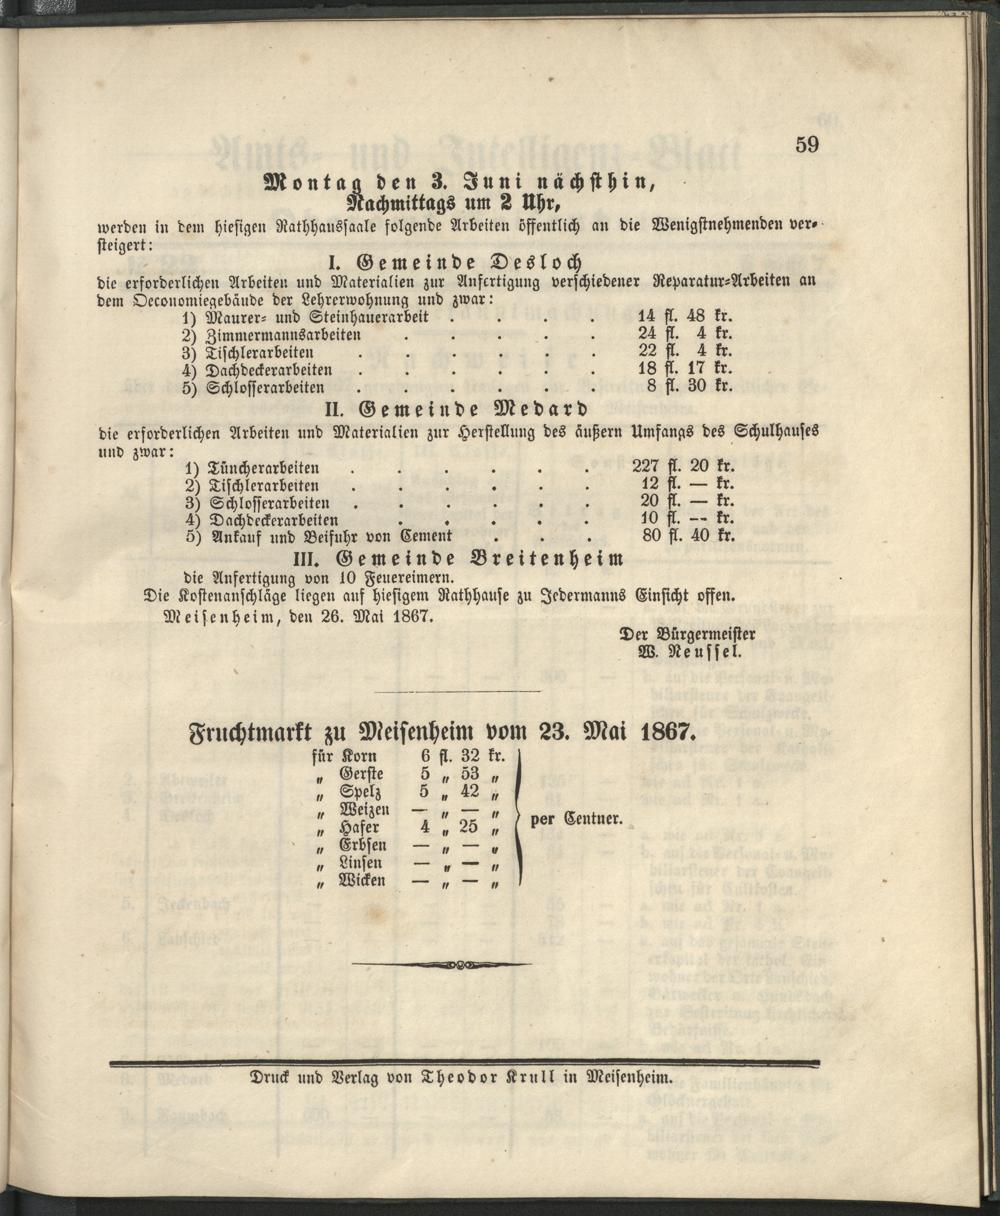 59
Montag den 3. Juni nächsthin,
Nachmittags um 2 Uhr,
werden in dem hiesigen Rathhaussaale folgende Arbeiten öffentlich an die Wenigstnehmenden ver-
steigert:
I. Gemeinde Desloch
die erforderlichen Arbeiten und Materialien zur Anfertigung verschiedener Reparatur-Arbeiten an
dem Oeconomiegebäude der Lehrerwohnung und zwar:
1) Maurer- und Steinhauerarbeit . . . . 14 fl. 48 kr.
2) Zimmermannsarbeiten . . . . . 24 fl. 4 kr.
3) Tischlerarbeiten . . . . . . 22 fl. 4 kr.
4) Dachdeckerarbeiten . . . . . . 18 fl. 17 kr.
5) Schlosserarbeiten . . . . . . 8 fl. 30 kr.
II. Gemeinde Medard
die erforderlichen Arbeiten und Materialien zur Herstellung des äußern Umfangs des Schulhauses
und zwar:
1) Tüncherarbeiten . . . . . . 227 fl. 20 kr.
2) Tischlerarbeiten . . . . . . 12 fl. — kr.
3) Schlosserarbeiten . . . . . . 20 fl. — kr.
4) Dachdeckerarbeiten . . . . . 10 fl. -- kr.
5) Ankauf und Beifuhr von Cement . . . 80 fl. 40 kr.
III. Gemeinde Breitenheim
die Anfertigung von 10 Feuereimern.
Die Kostenanschläge liegen auf hiesigem Rathhause zu Jedermanns Einsicht offen.
Meisenheim, den 26. Mai 1867.
Der Bürgermeister
W. Neussel.
Fruchtmarkt zu Meisenheim vom 23. Mai 1867.
für Korn 6 fl. 32 kr.
„ Gerste 5 „ 53 „
„ Spelz 5 „ 42 „
„ Weizen — „ — „
„ Hafer 4 „ 25 „
„ Erbsen — „ — „
„ Linsen — „ — „
„ Wicken — „ — „
per Centner.
Druck und Verlag von Theodor Krull in Meisenheim.